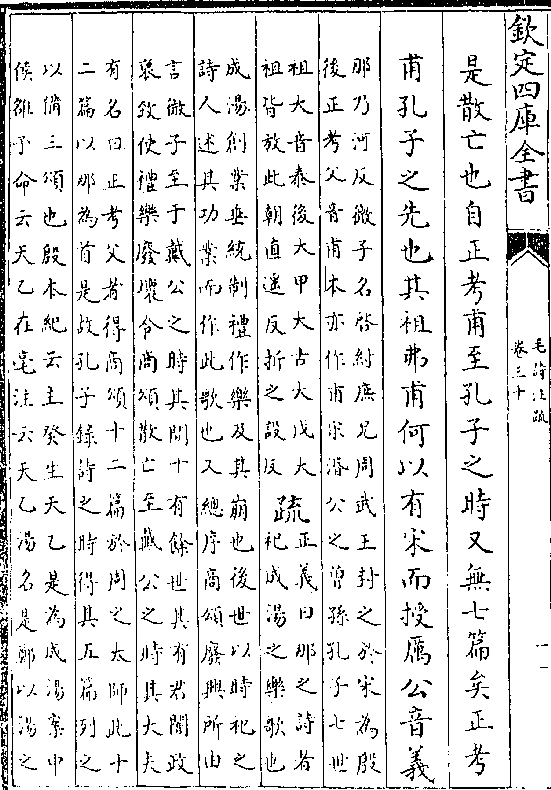 欽定四庫全書
毛詩注疏
卷三十
一
是散亡也自正考甫至孔子之時又無七篇矣正考
甫孔子之先也其祖弗甫何以有宋而授厲公音義
那乃河反微子名啓紂庶兄周武王封之於宋為殷
後正考父音甫本亦作甫宋湣公之曽孫孔子七世
祖大音泰後大甲大古大戊大
祖皆放此朝直遥反折之設反
疏
正義曰那之詩者
祀成湯之樂歌也
成湯創業垂統制禮作樂及其崩也後世以時祀之
詩人述其功業而作此歌也又總序商頌廢興所由
言微子至于戴公之時其間十有餘世其有君闇政
衰致使禮樂廢壞令商頌散亡至戴公之時其大夫
有名曰正考父者得商頌十二篇於周之太師此十
二篇以那為首是故孔子錄詩之時得其五篇列之
以備三頌也殷本紀云主癸生天乙是為成湯案中
候雒予命云天乙在亳注云天乙湯名是鄭以湯之